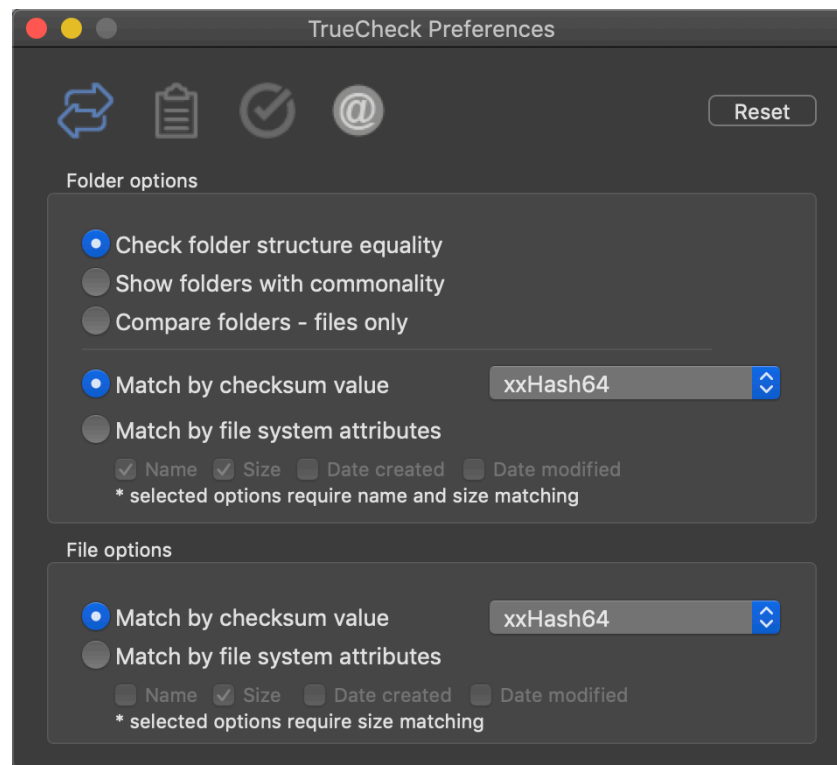 TrueCheck Preferences
@
Reset
Folder options
Check folder structure equality
Show folders with commonality
Compare folders - files only
Match by checksum value xxHash64
Match by file system attributes
Name Size Date created Date modified
* selected options require name and size matching
File options
Match by checksum value xxHash64
Match by file system attributes
Name Size Date created Date modified
* selected options require size matching